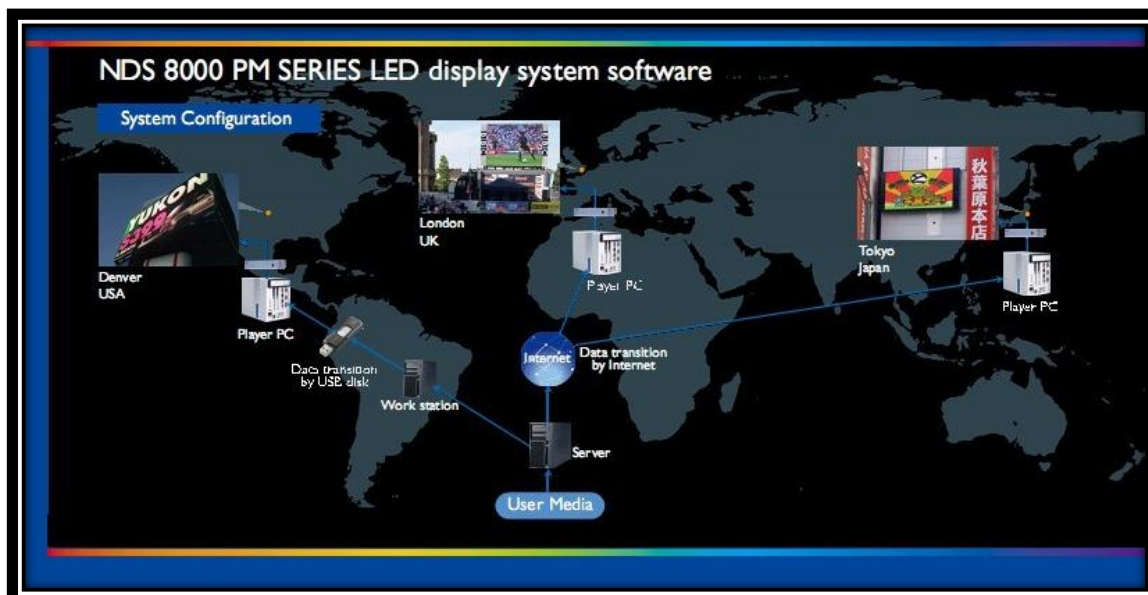 NDS 8000 PM SERIES LED display system software
System Configuration
YUKON
London
UK
秋葉原本店
Tokyo
Japan
Denver
USA
Player PC
Player PC
Player PC
Internet
Data transition
by Internet
Data transition
by USB disk
Work station
Server
User Media